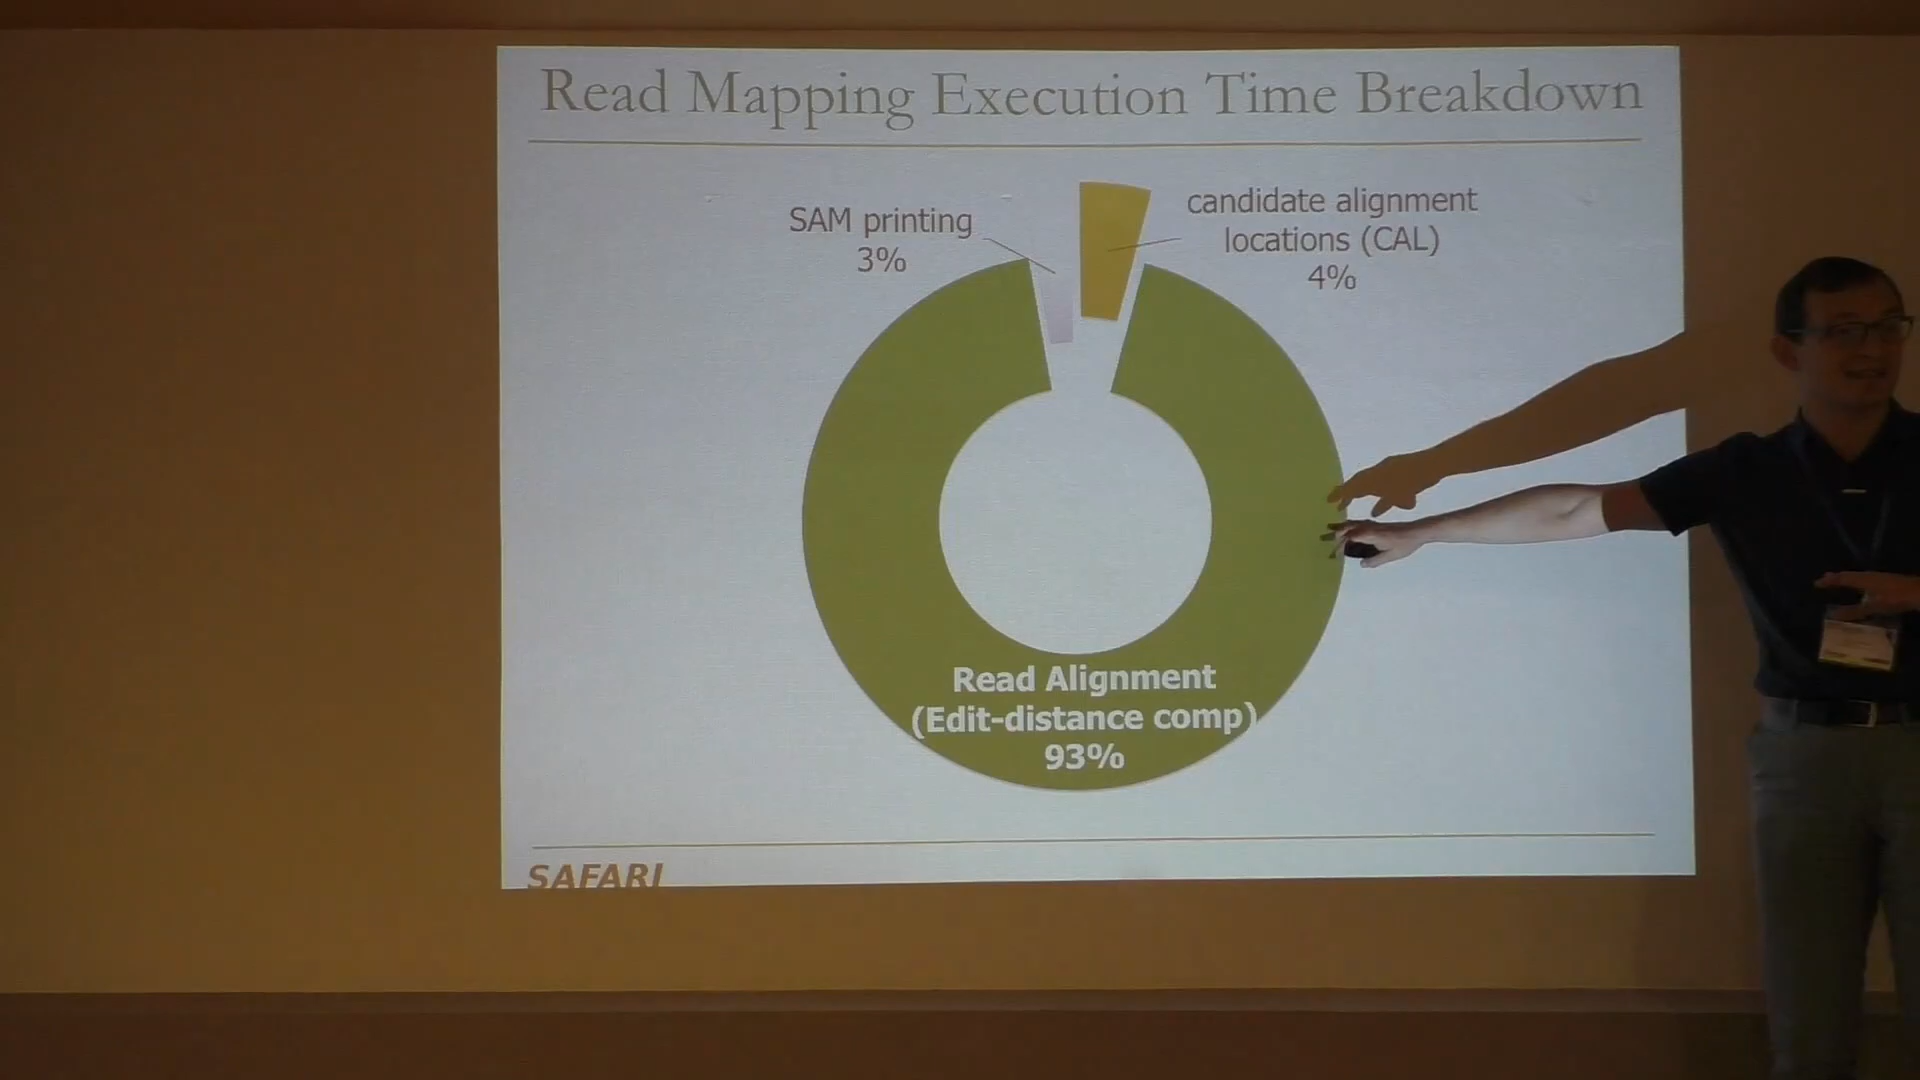 Read Mapping Execution Time Breakdown
SAM printing
3%
candidate alignment
locations (CAL)
4%
Read Alignment
(Edit-distance comp)
93%
SAFARI